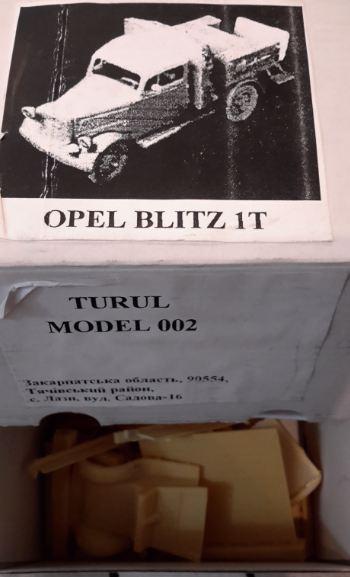 OPEL BLITZ 1T
TURUL
MODEL 002
Закарпатська область, 90554,
Тячівський район,
с. Лази, вул. Садова-16